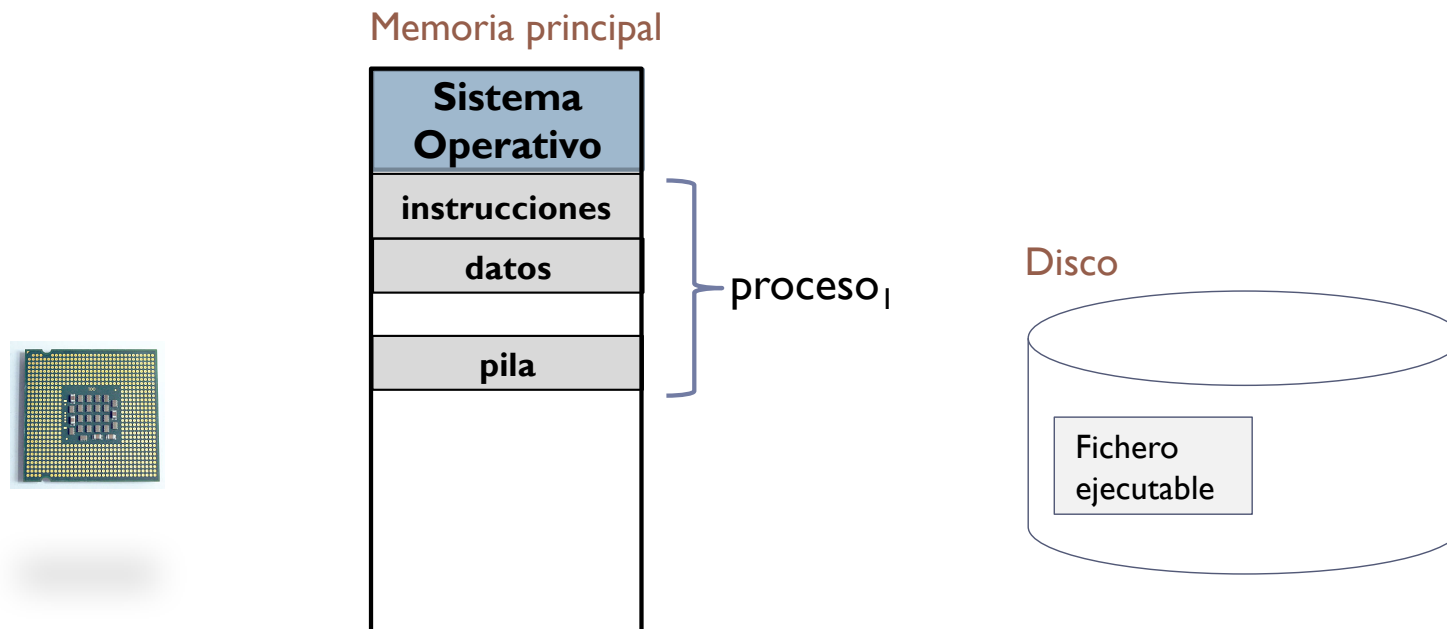 Memoria principal
Sistema
Operativo
instrucciones
datos
proceso₁
pila
Disco
Fichero
ejecutable